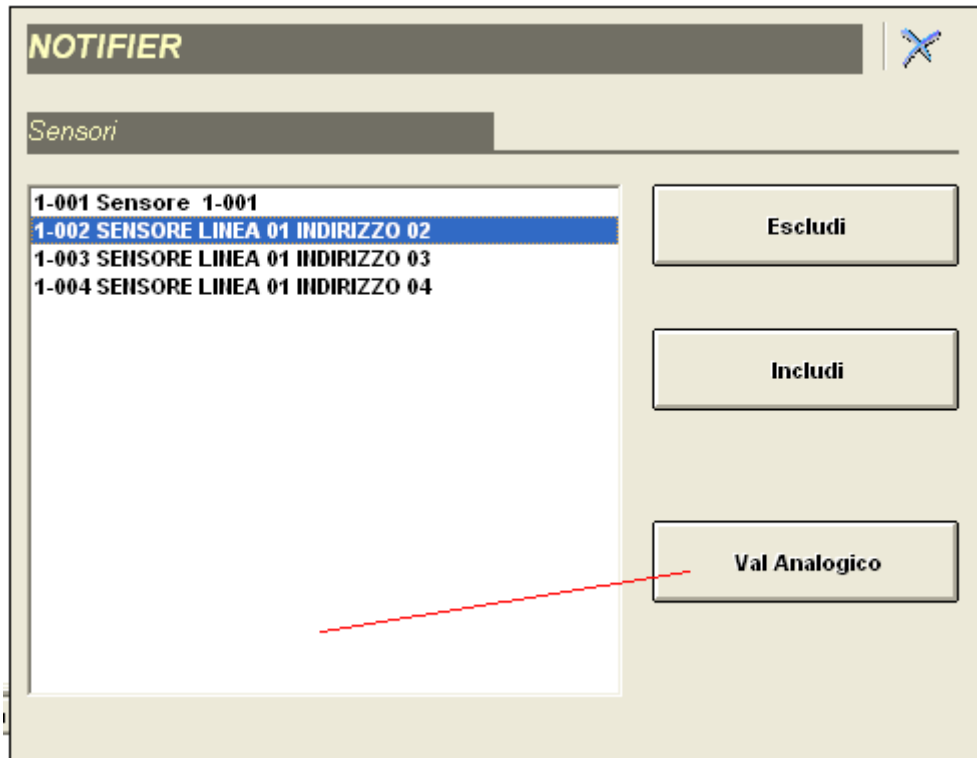 NOTIFIER
Sensori
1-001 Sensore 1-001
1-002 SENSORE LINEA 01 INDIRIZZO 02
1-003 SENSORE LINEA 01 INDIRIZZO 03
1-004 SENSORE LINEA 01 INDIRIZZO 04
Escludi
Includi
Val Analogico